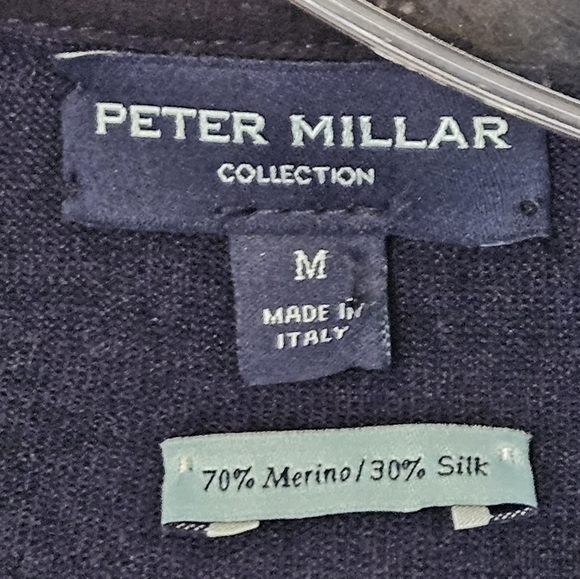 PETER MILLAR
COLLECTION
M
MADE IN
ITALY
70% Merino/30% Silk